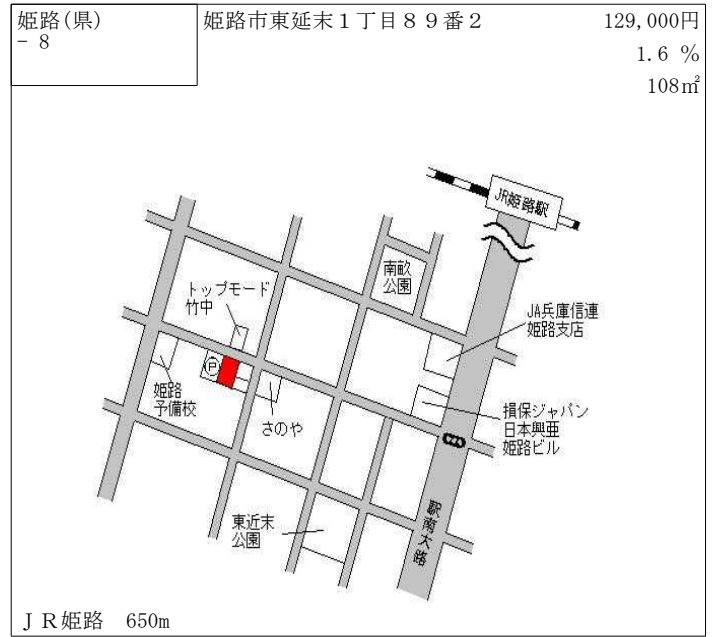 姫路(県)
－8
姫路市東延末１丁目８９番２
129,000円
1.6 %
108㎡
JR姫路駅
南畝
公園
トップモード
竹中
JA兵庫信連
姫路支店
P
姫路
予備校
さのや
損保ジャパン
日本興亜
姫路ビル
東近末
公園
駅南大路
ＪＲ姫路　650m